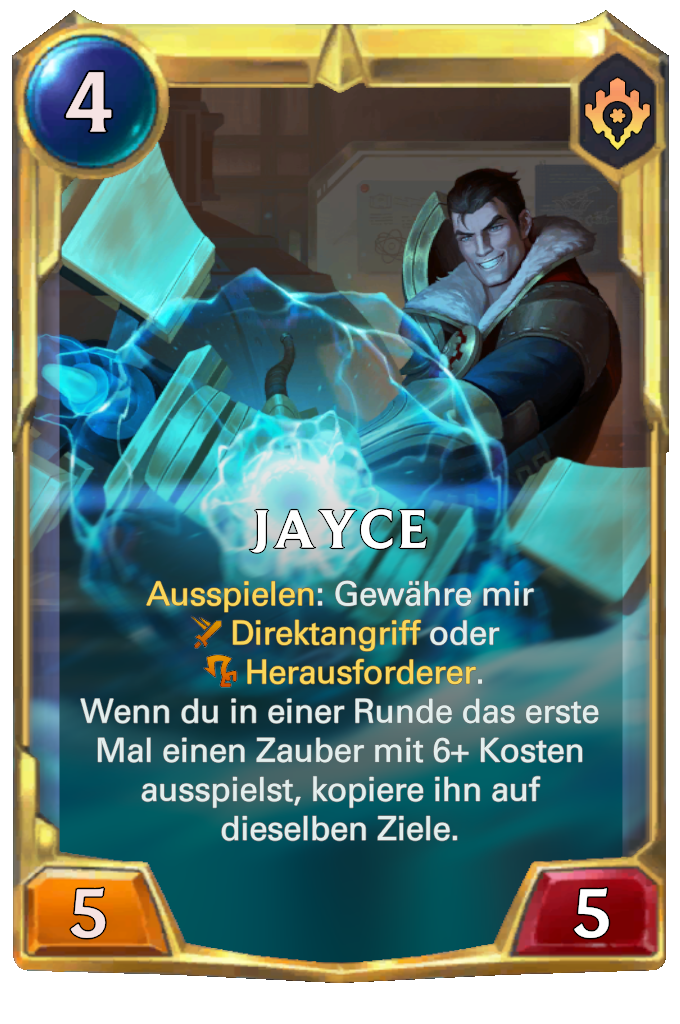 4
JAYCE
Ausspielen: Gewähre mir
Direktangriff oder
Herausforderer.
Wenn du in einer Runde das erste
Mal einen Zauber mit 6+ Kosten
ausspielst, kopiere ihn auf
dieselben Ziele.
5
5